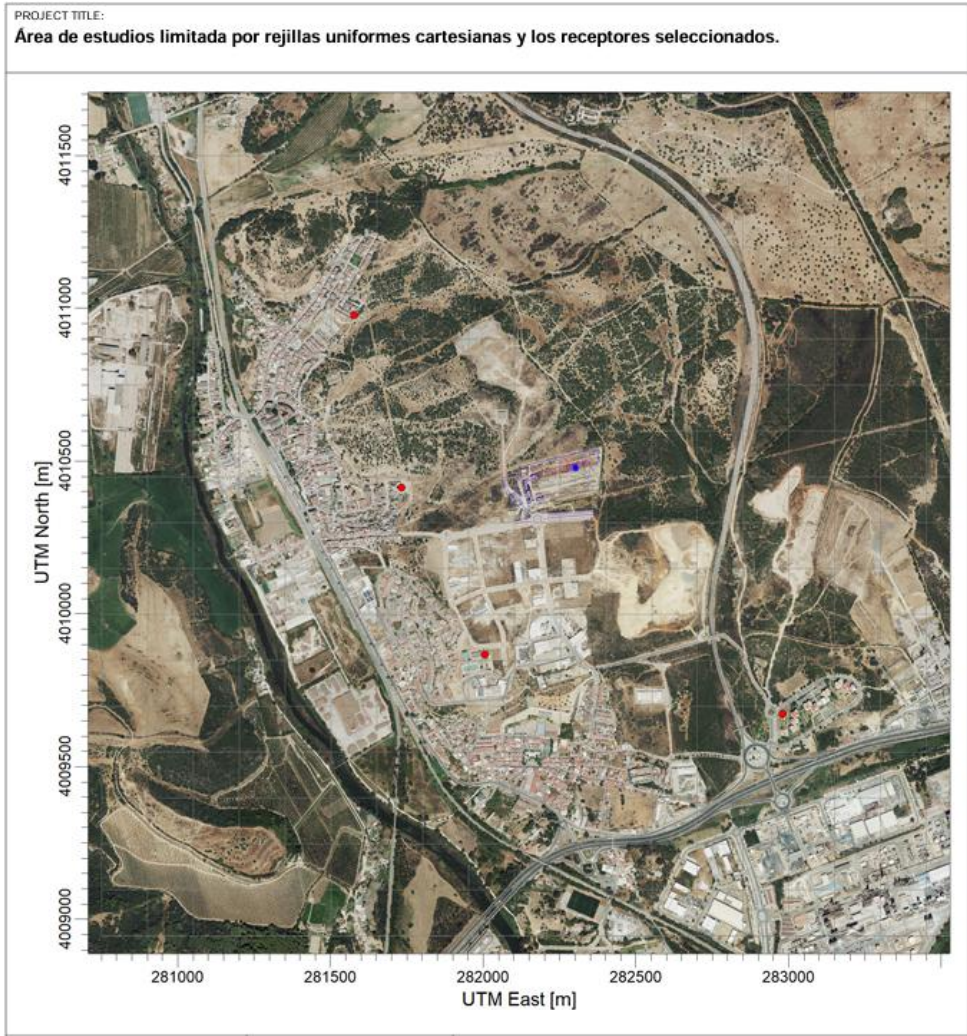 PROJECT TITLE:
Área de estudios limitada por rejillas uniformes cartesianas y los receptores seleccionados.
UTM North [m]
4011500
4011000
4010500
4010000
4009500
4009000
281000 281500 282000 282500 283000
UTM East [m]